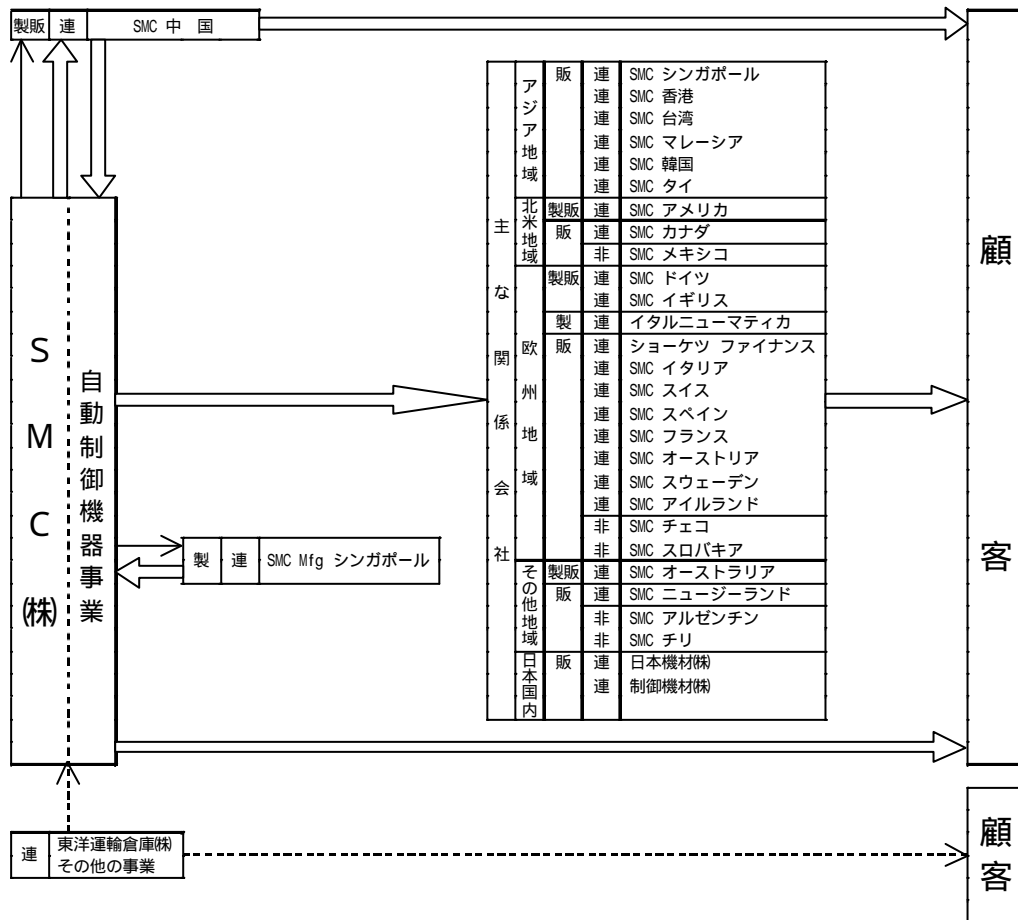 製販 連 SMC 中 国
主な関係会社
アジア地域
販 連 SMC シンガポール
連 SMC 香港
連 SMC 台湾
連 SMC マレーシア
連 SMC 韓国
連 SMC タイ
北米地域
製販 連 SMC アメリカ
販 連 SMC カナダ
非 SMC メキシコ
欧州地域
製販 連 SMC ドイツ
連 SMC イギリス
製 連 イタルニューマティカ
販 連 ショーケツ ファイナンス
連 SMC イタリア
連 SMC スイス
連 SMC スペイン
連 SMC フランス
連 SMC オーストリア
連 SMC スウェーデン
連 SMC アイルランド
非 SMC チェコ
非 SMC スロバキア
その他地域
製販 連 SMC オーストラリア
販 連 SMC ニュージーランド
非 SMC アルゼンチン
非 SMC チリ
日本国内
販 連 日本機材㈱
連 制御機材㈱
SMC㈱
自動制御機器事業
製 連 SMC Mfg シンガポール
顧客
連 東洋運輸倉庫㈱
その他の事業
顧客